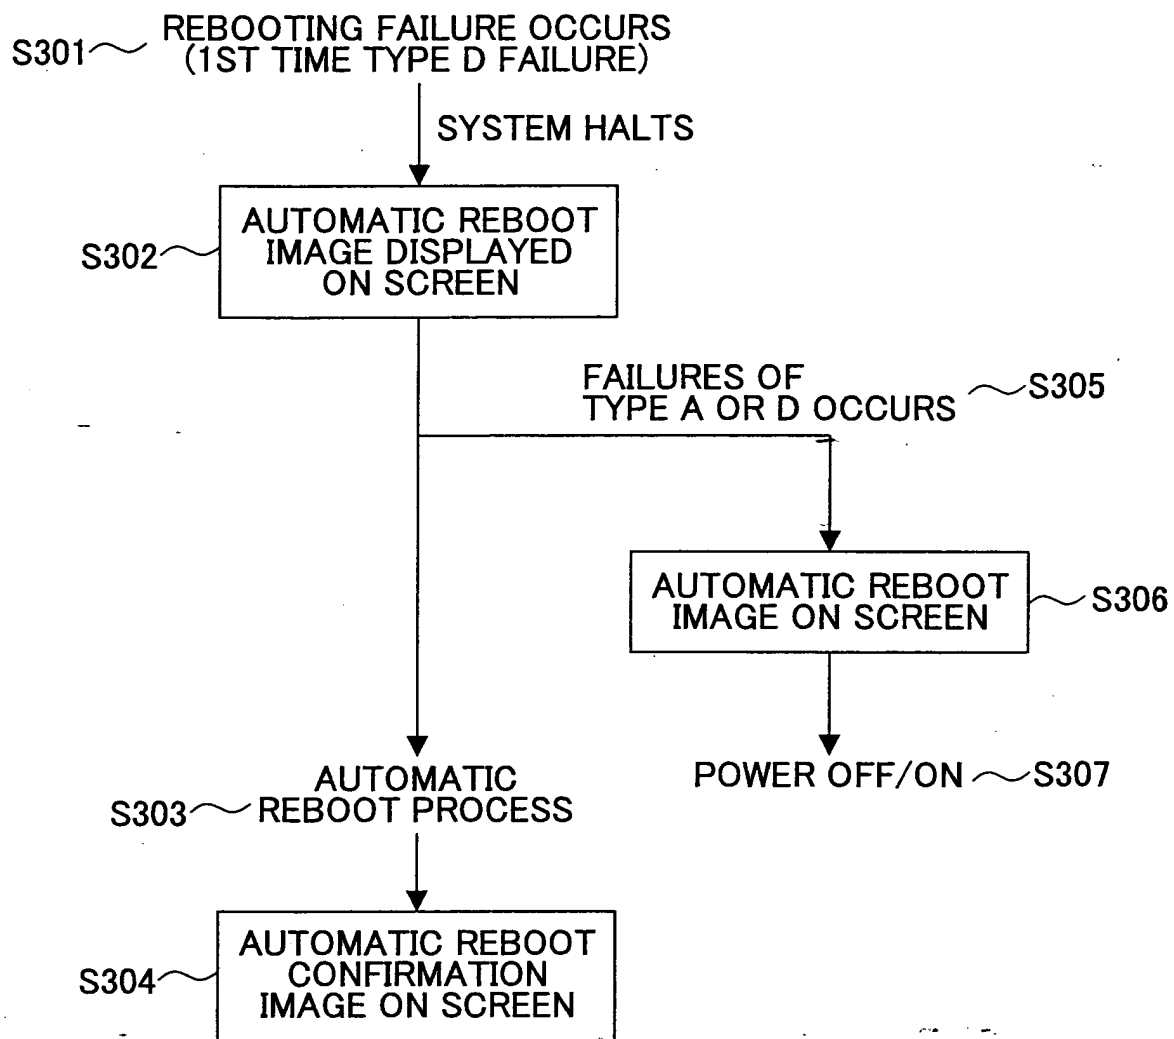 S301
REBOOTING FAILURE OCCURS
(1ST TIME TYPE D FAILURE)
SYSTEM HALTS
S302
AUTOMATIC REBOOT
IMAGE DISPLAYED
ON SCREEN
FAILURES OF
TYPE A OR D OCCURS
S305
AUTOMATIC REBOOT
IMAGE ON SCREEN
S306
POWER OFF/ON
S307
S303
AUTOMATIC
REBOOT PROCESS
S304
AUTOMATIC REBOOT
CONFIRMATION
IMAGE ON SCREEN